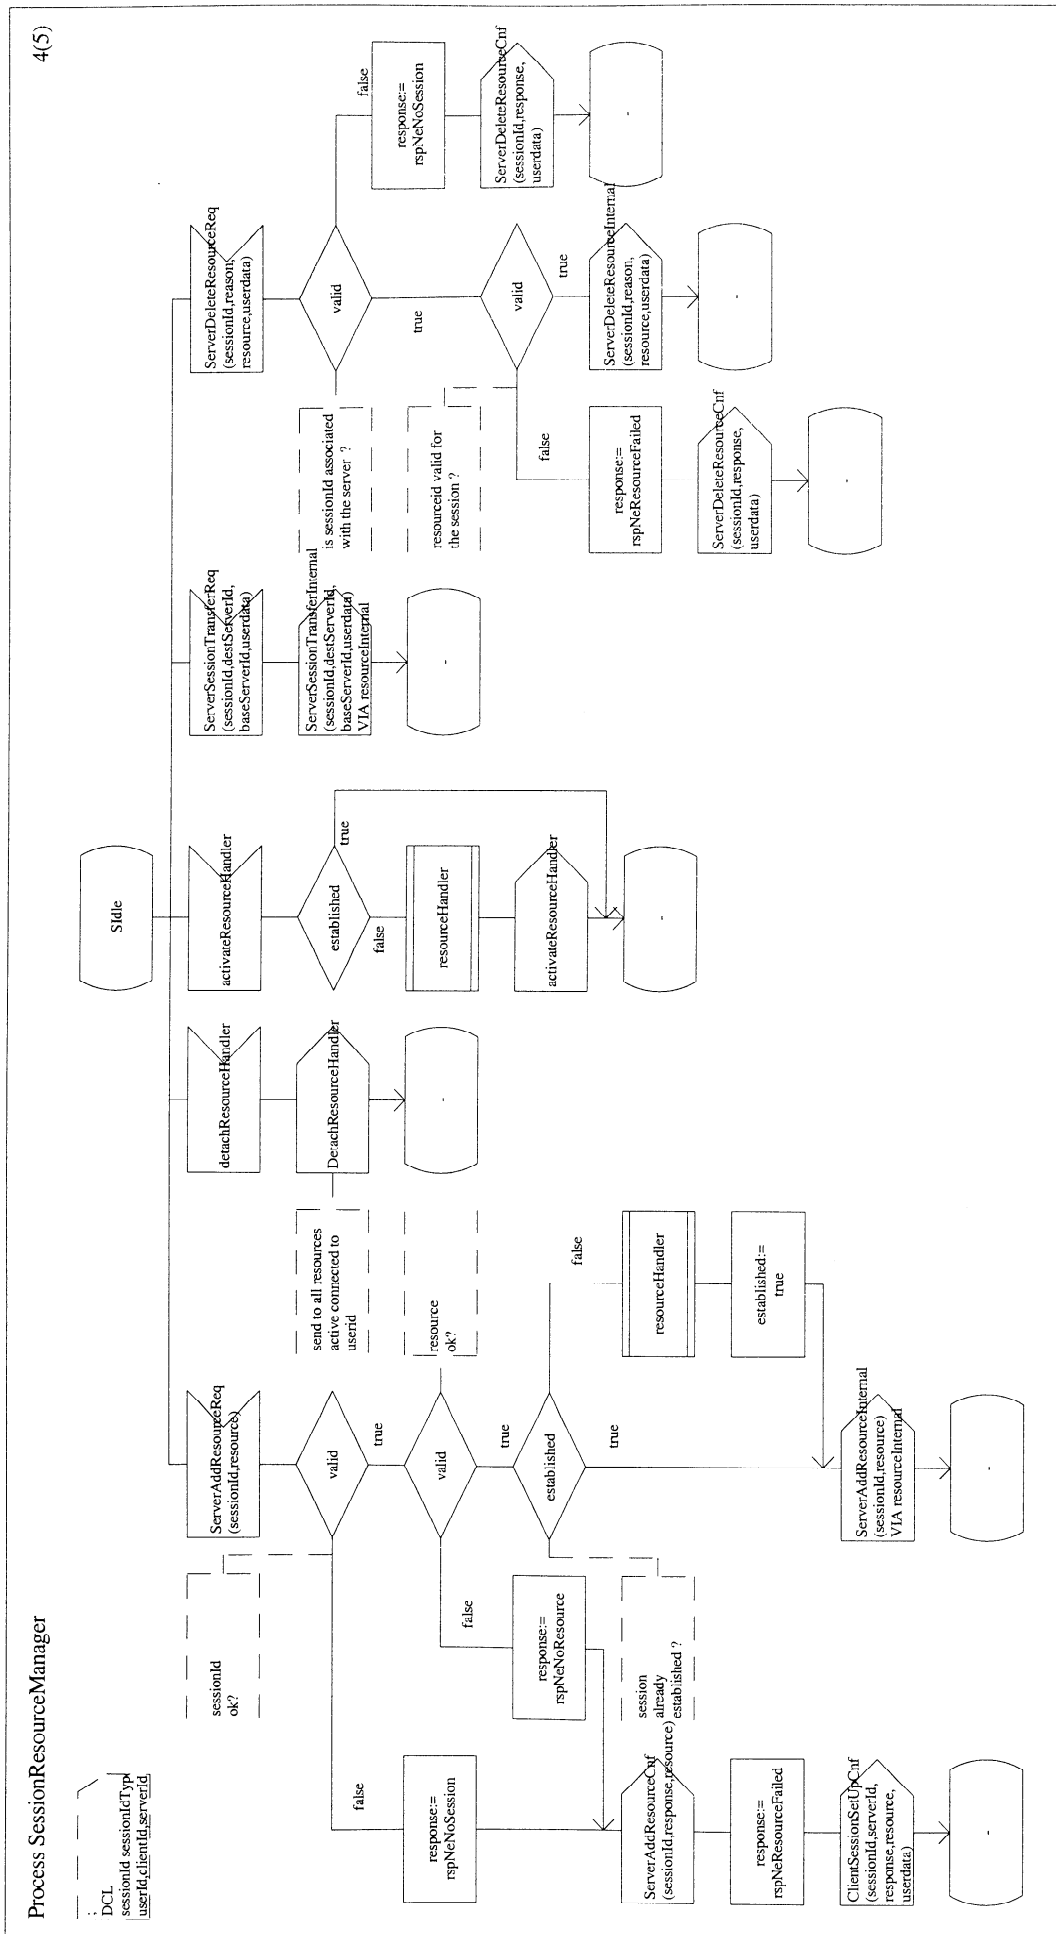 Process SessionResourceManager
4(5)
;
DCL
sessionId sessionIdType
userId,clientId,serverId
SIdle
ServerAddResourceReq
(sessionId,resource)
sessionId
ok?
valid
false
true
response:=
rspNeNoSession
resource
ok?
valid
false
true
response:=
rspNeNoResource
session
already
established ?
established
false
true
resourceHandler
established:=
true
ServerAddResourceCnf
(sessionId,response,resource)
response:=
rspNeResourceFailed
ClientSessionSetUpCnf
(sessionId,serverId,
response,resource,
userdata)
-
ServerAddResourceInternal
(sessionId,resource)
VIA resourceInternal
-
detachResourceHandler
send to all resources
active connected to
userid
DetachResourceHandler
-
activateResourceHandler
established
true
false
resourceHandler
activateResourceHandler
-
ServerSessionTransferReq
(sessionId,destServerId,
baseServerId,userdata)
ServerSessionTransferInternal
(sessionId,destServerId,
baseServerId,userdata)
VIA resourceInternal
-
ServerDeleteResourceReq
(sessionId,reason,
resource,userdata)
is sessionId associated
with the server ?
valid
false
true
response:=
rspNeNoSession
ServerDeleteResourceCnf
(sessionId,response,
userdata)
-
resourceid valid for
the session ?
valid
false
true
response:=
rspNeResourceFailed
ServerDeleteResourceCnf
(sessionId,response,
userdata)
-
ServerDeleteResourceInternal
(sessionId,reason,
resource,userdata)
-